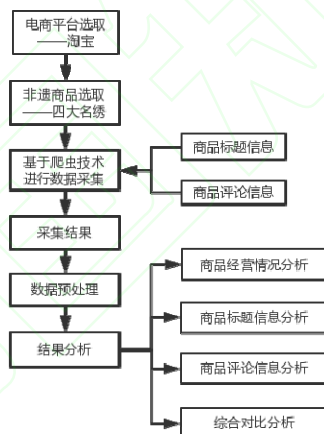 电商平台选取
——淘宝
非遗商品选取
——四大名绣
基于爬虫技术
进行数据采集
商品标题信息
商品评论信息
采集结果
数据预处理
结果分析
商品经营情况分析
商品标题信息分析
商品评论信息分析
综合对比分析